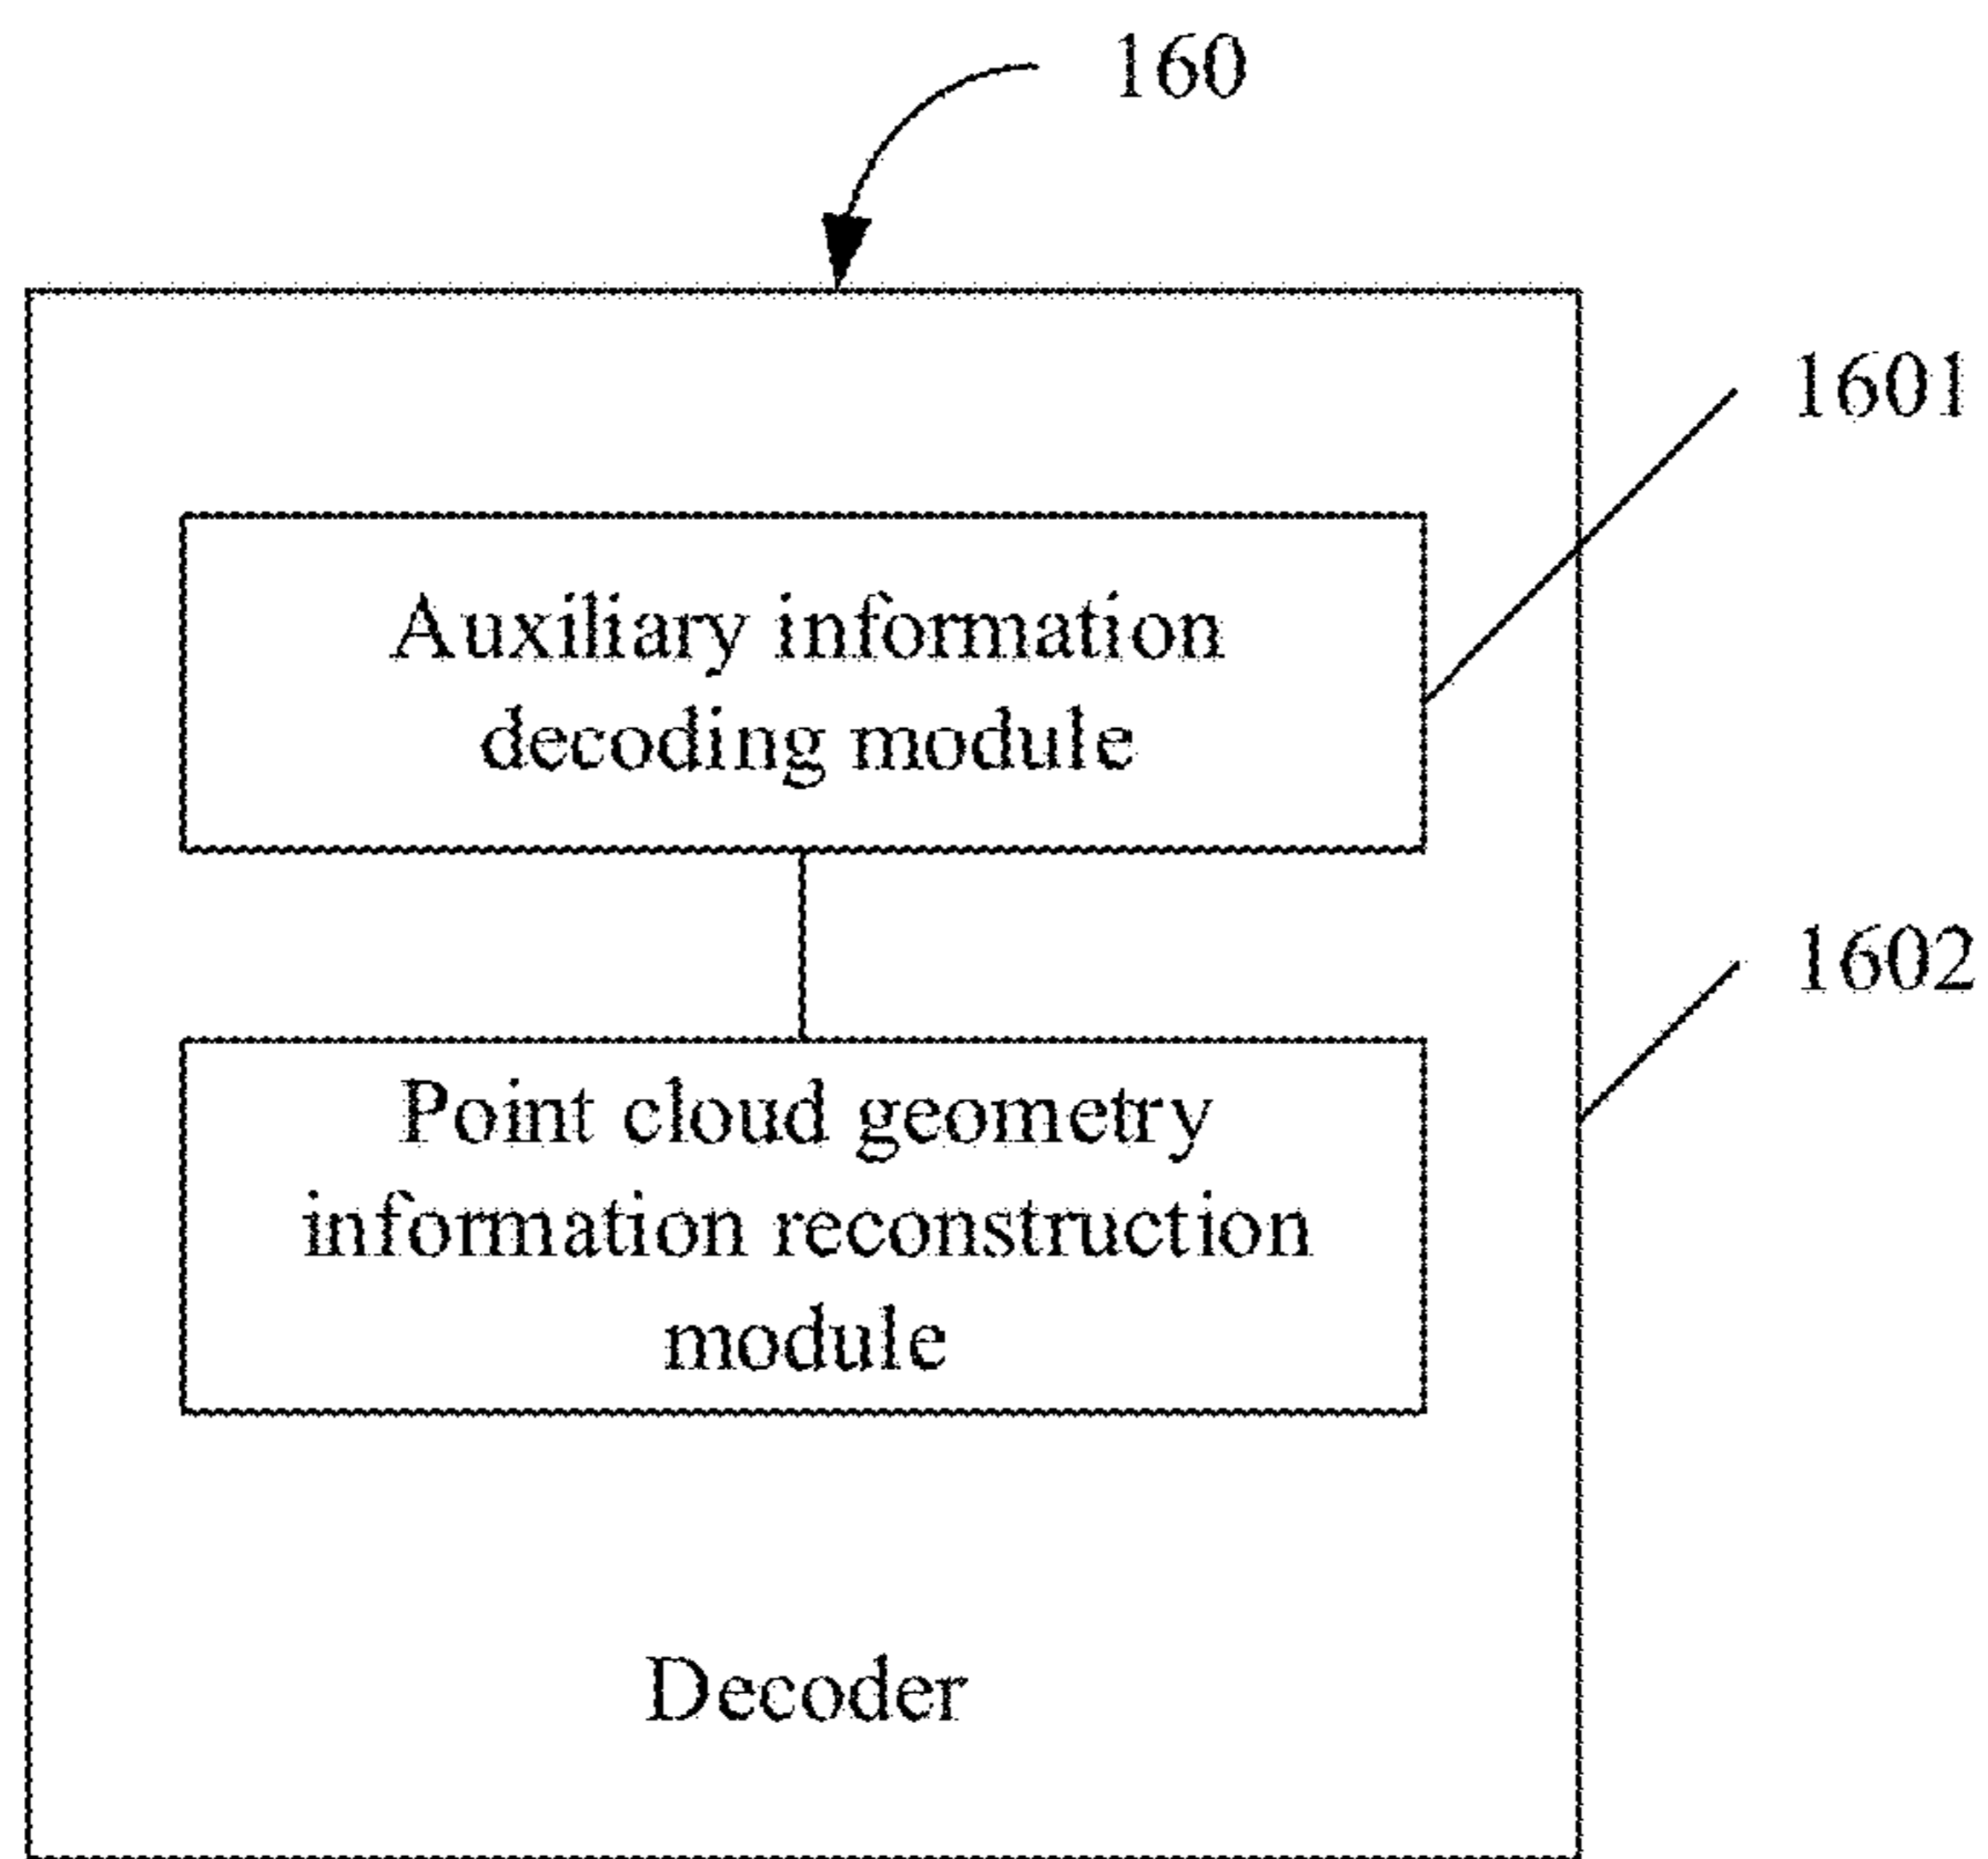 160
1601
Auxiliary information
decoding module
1602
Point cloud geometry
information reconstruction
module
Decoder